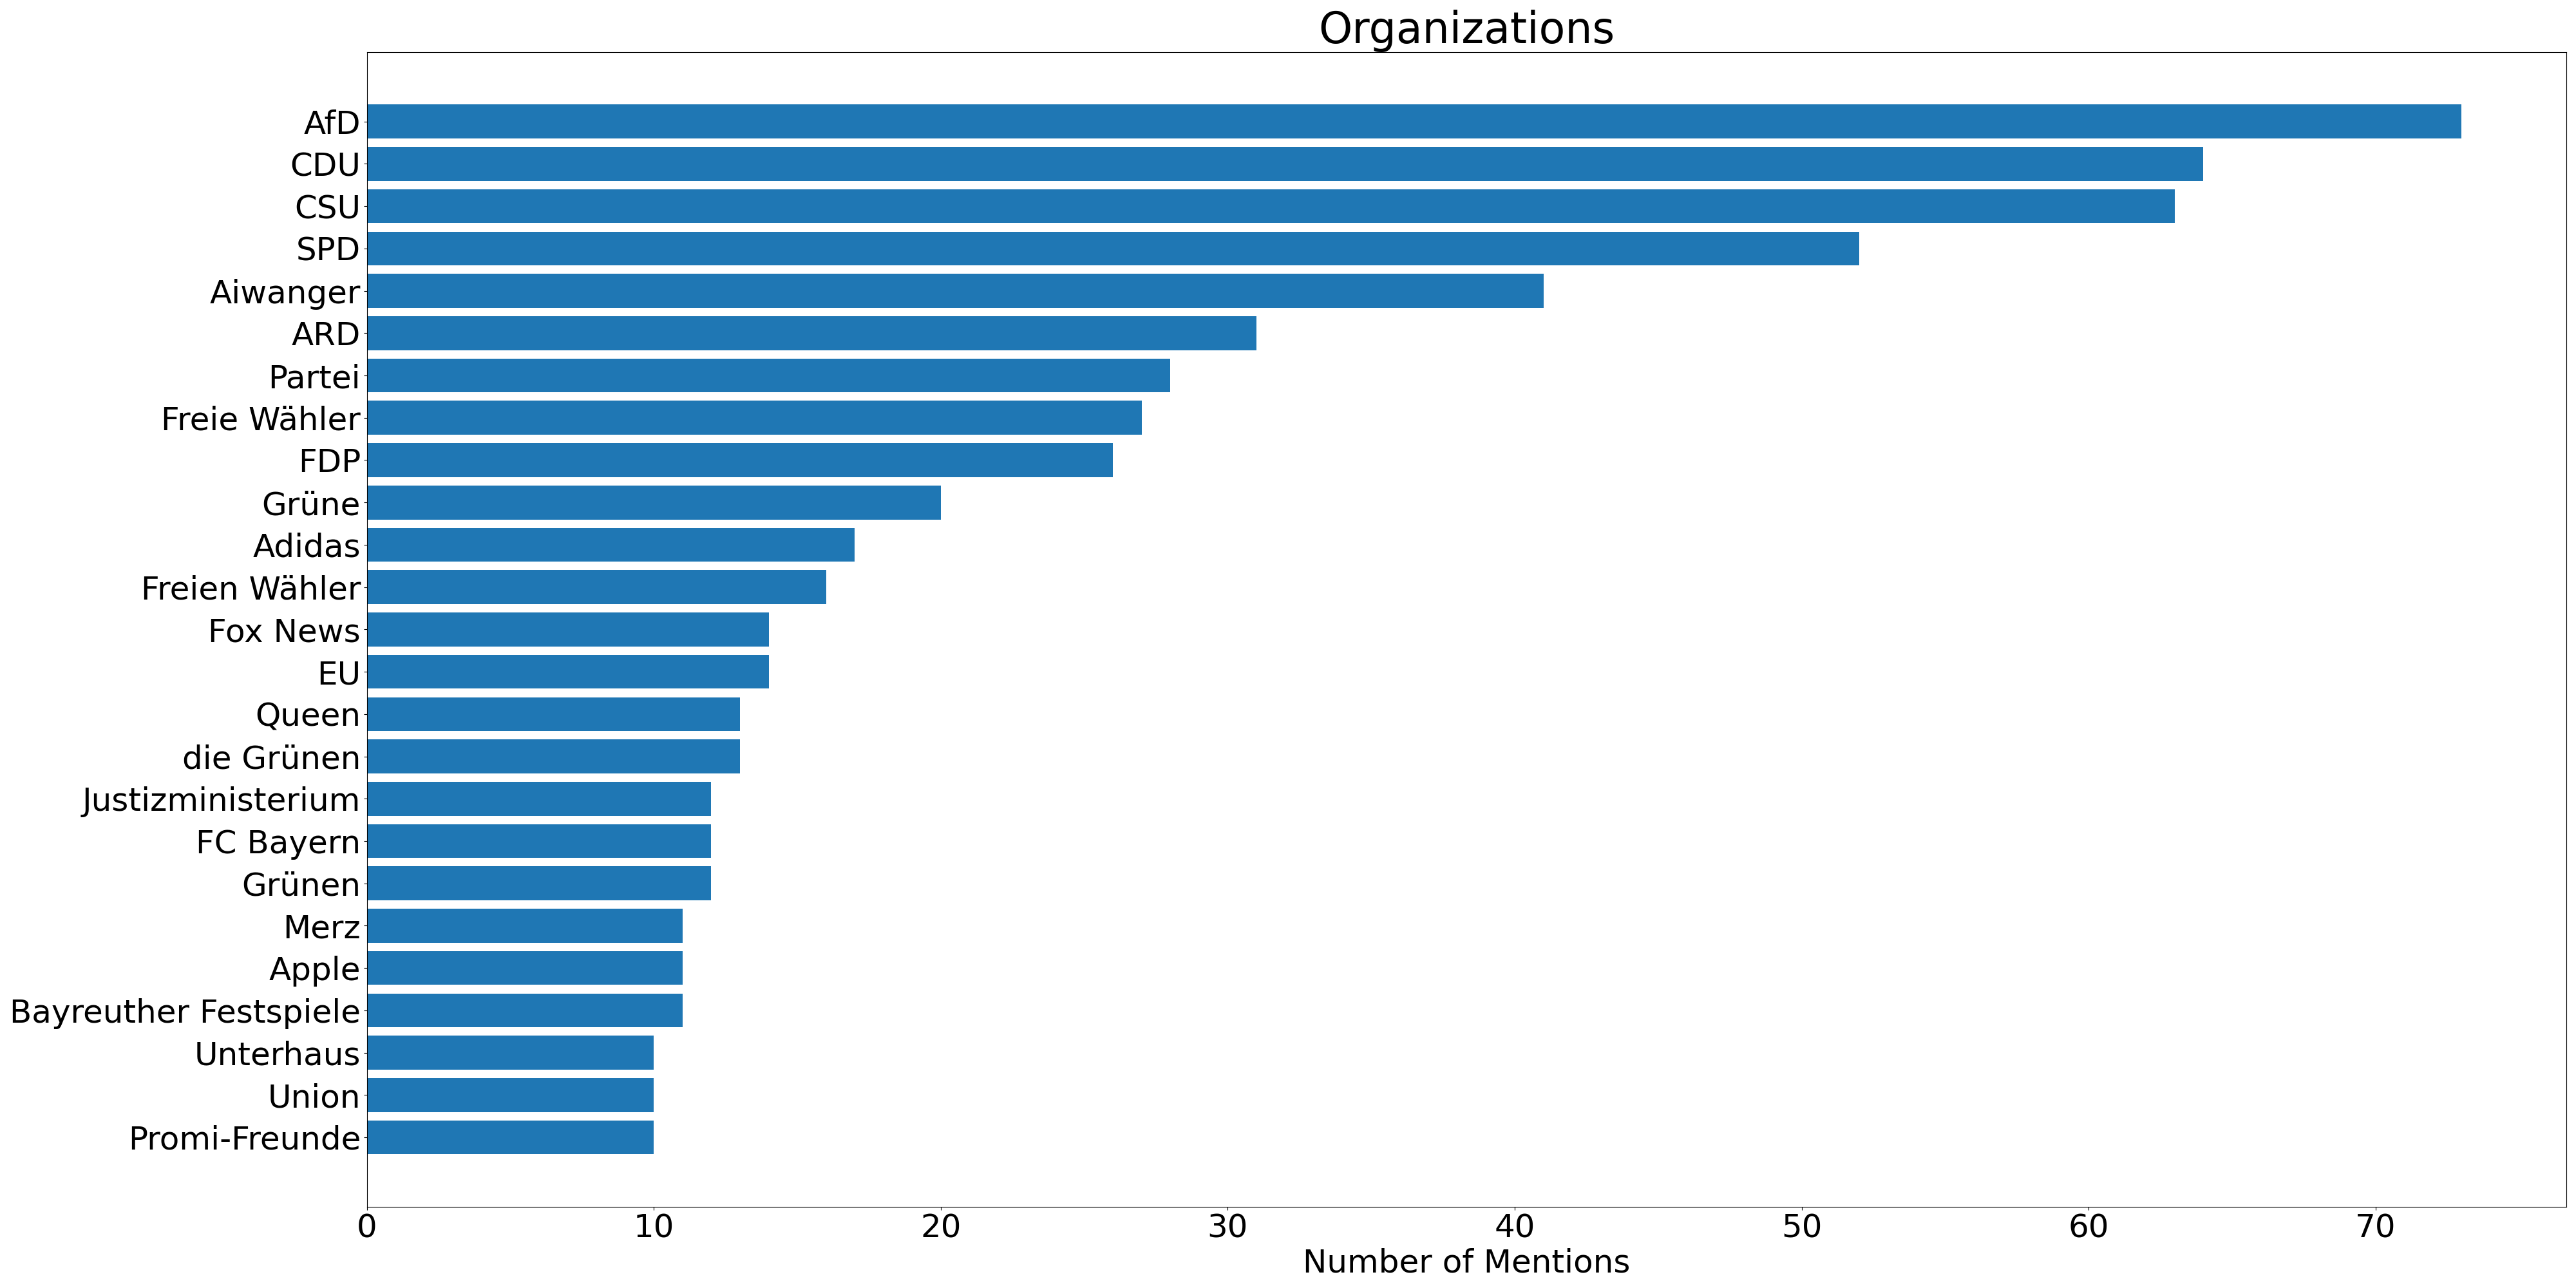 Organizations
AfD
CDU
CSU
SPD
Aiwanger
ARD
Partei
Freie Wähler
FDP
Grüne
Adidas
Freien Wähler
Fox News
EU
Queen
die Grünen
Justizministerium
FC Bayern
Grünen
Merz
Apple
Bayreuther Festspiele
Unterhaus
Union
Promi-Freunde
0 10 20 30 40 50 60 70
Number of Mentions